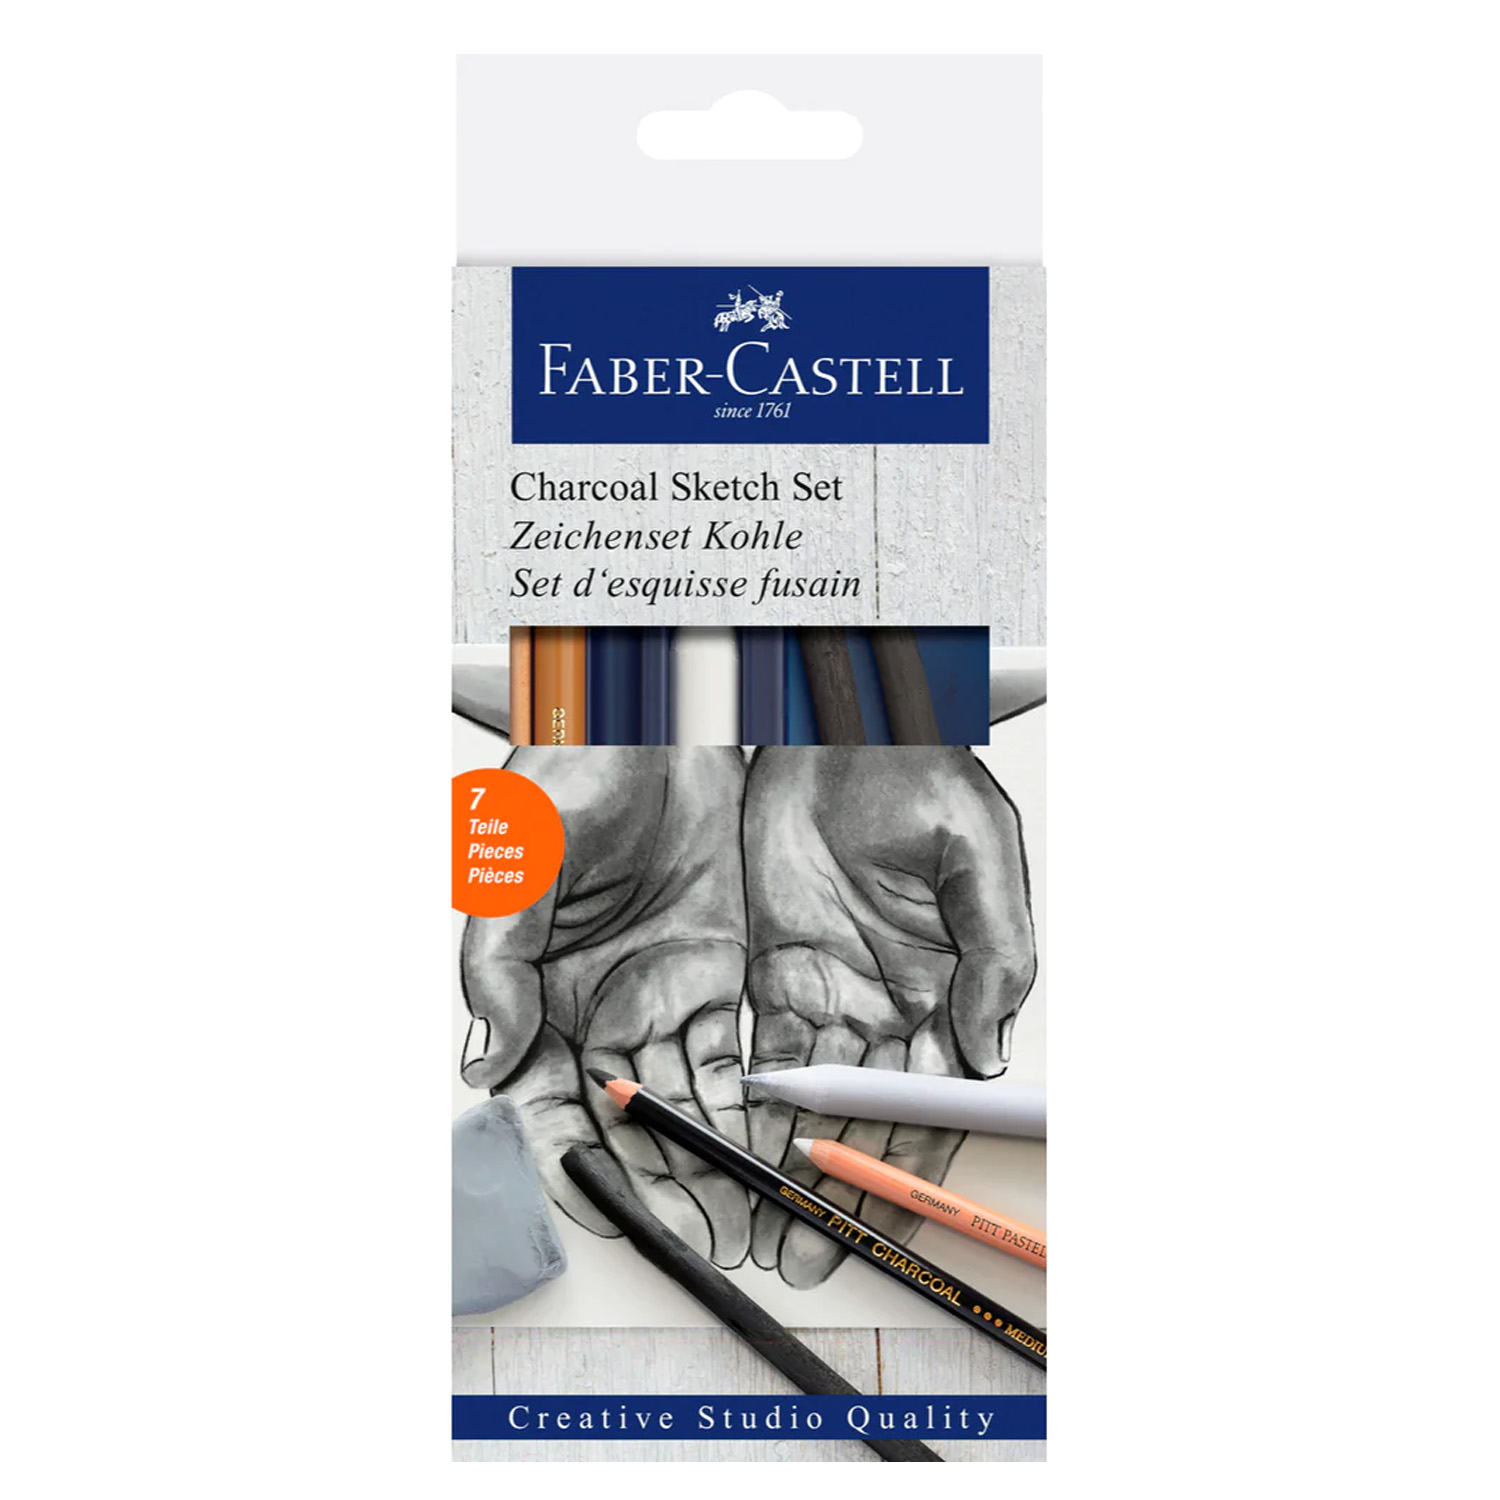 FABER-CASTELL
since 1761
Charcoal Sketch Set
Zeichenset Kohle
Set d‘esquisse fusain
7
Teile
Pieces
Pièces
GERMANY PITT PASTEL
GERMANY PITT CHARCOAL
Creative Studio Quality